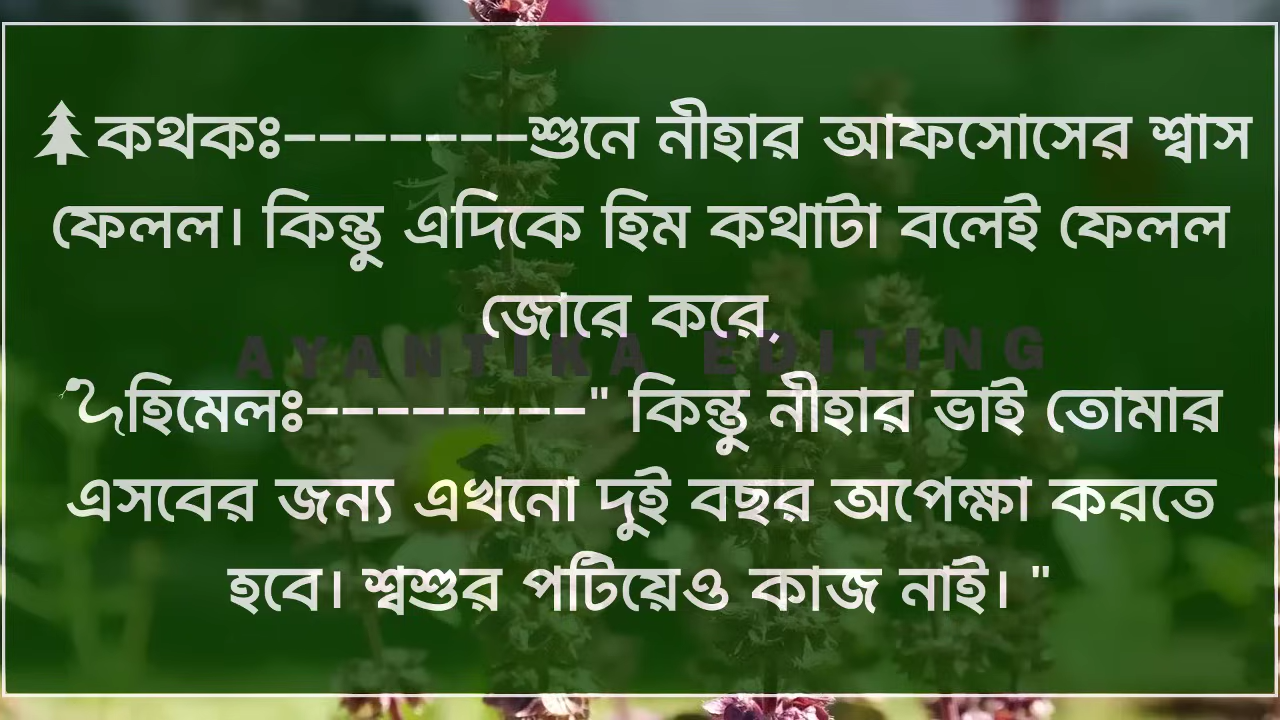 🌲কথকঃ-------শুনে নীহার আফসোসের শ্বাস
ফেলল। কিন্তু এদিকে হিম কথাটা বলেই ফেলল
জোরে করে,
AYANTIKA EDITING
হিমেলঃ--------" কিন্তু নীহার ভাই তোমার
এসবের জন্য এখনো দুই বছর অপেক্ষা করতে
হবে। শ্বশুর পটিয়েও কাজ নাই। "